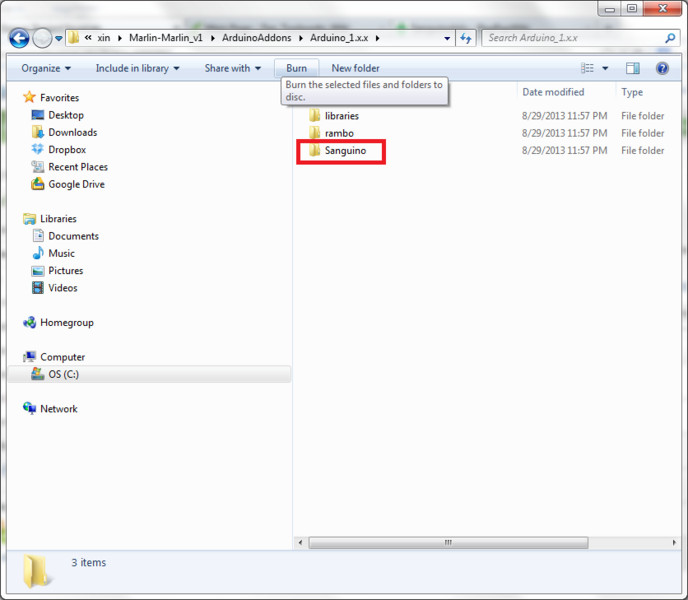 « xin ▸ Marlin-Marlin_v1 ▸ ArduinoAddons ▸ Arduino_1.x.x ▸
Search Arduino_1.x.x
Organize Include in library Share with Burn New folder
Burn the selected files and folders to
disc.
Date modified Type
Favorites
Desktop
Downloads
Dropbox
Recent Places
Google Drive
Libraries
Documents
Music
Pictures
Videos
Homegroup
Computer
OS (C:)
Network
libraries 8/29/2013 11:57 PM File folder
rambo 8/29/2013 11:57 PM File folder
Sanguino 8/29/2013 11:57 PM File folder
3 items